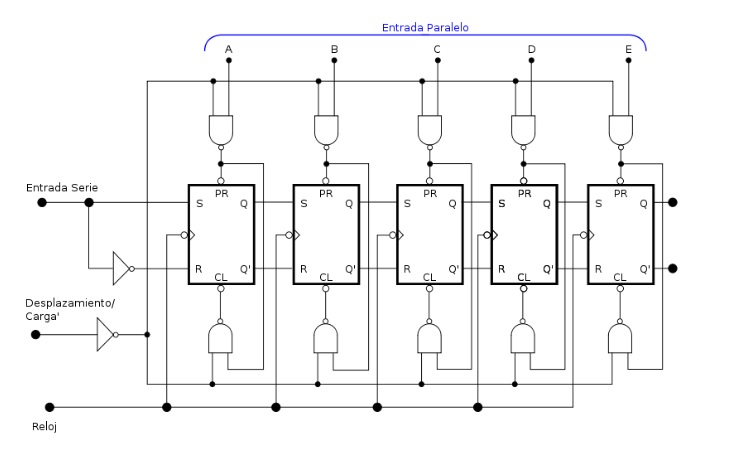 Entrada Paralelo
A B C D E
Entrada Serie
PR PR PR PR PR
S Q S Q S Q S Q S Q
R Q' R Q' R Q' R Q' R Q'
CL CL CL CL CL
Desplazamiento/
Carga'
Reloj